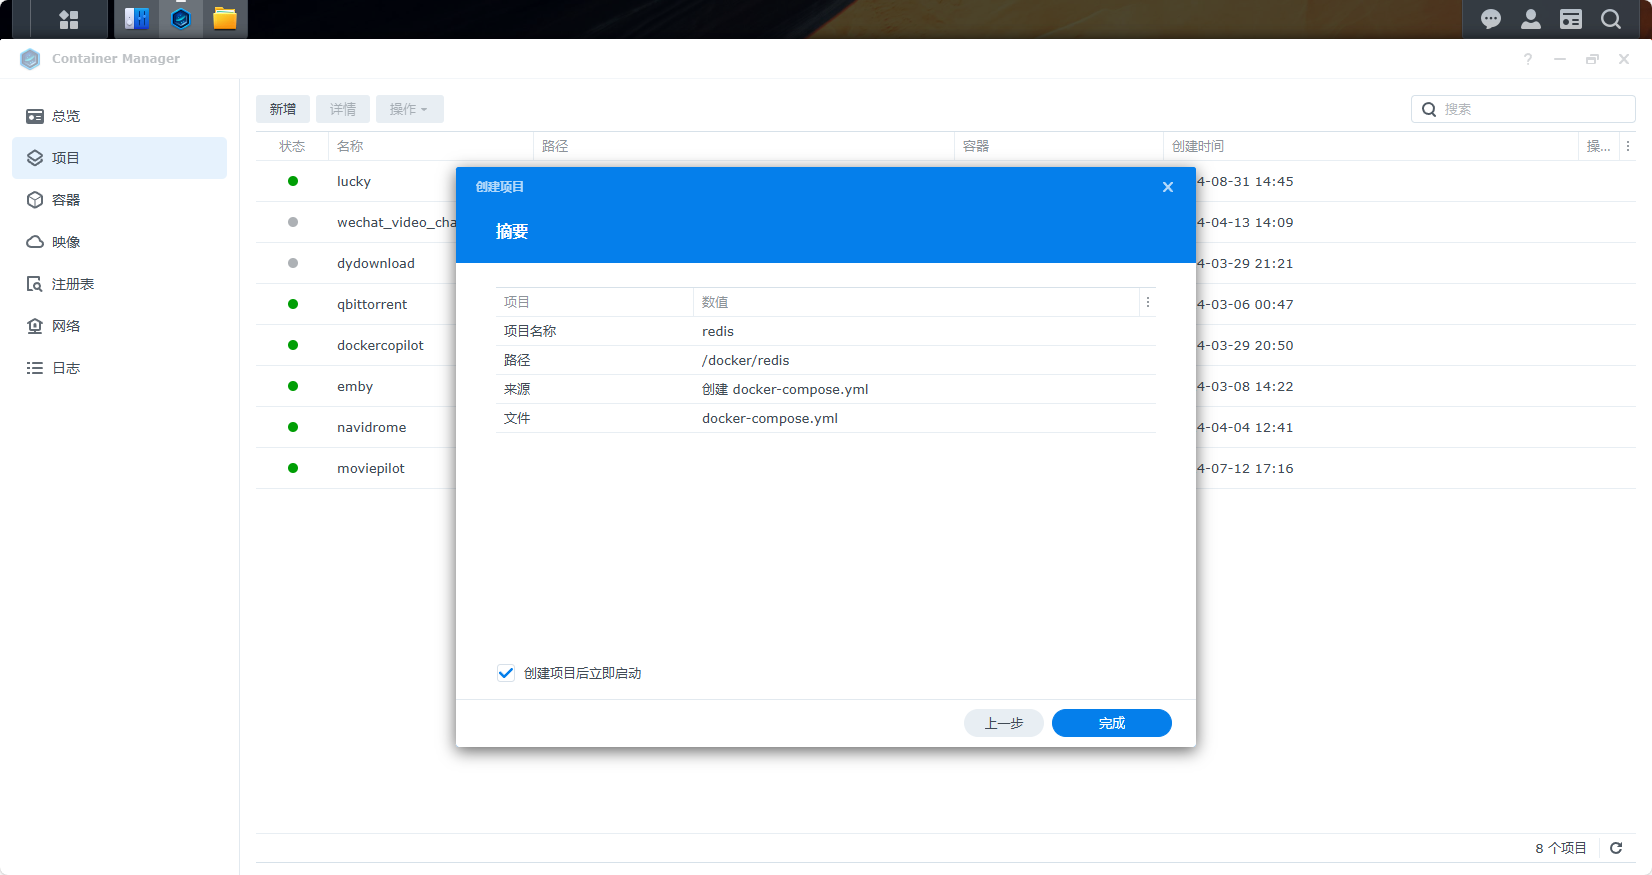 Container Manager
?
总览
项目
容器
映像
注册表
网络
日志
新增
详情
操作
搜索
状态 名称 路径 容器 创建时间 操...
lucky 4-08-31 14:45
wechat_video_cha 4-04-13 14:09
dydownload 4-03-29 21:21
qbittorrent 4-03-06 00:47
dockercopilot 4-03-29 20:50
emby 4-03-08 14:22
navidrome 4-04-04 12:41
moviepilot 4-07-12 17:16
创建项目
摘要
项目 数值
项目名称 redis
路径 /docker/redis
来源 创建 docker-compose.yml
文件 docker-compose.yml
创建项目后立即启动
上一步 完成
8 个项目